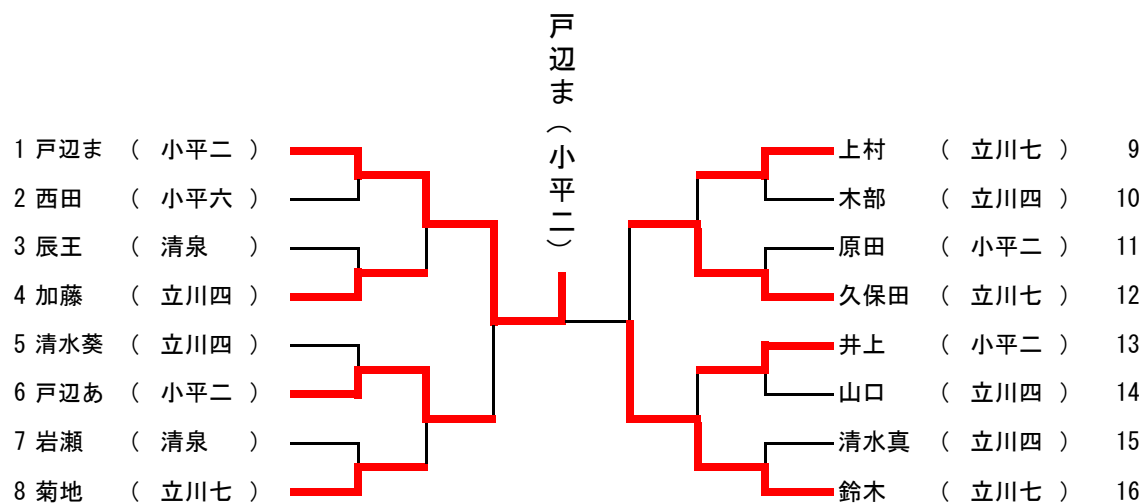 戸辺ま(小平二)
1 戸辺ま ( 小平二 )
2 西田 ( 小平六 )
3 辰王 ( 清泉 )
4 加藤 ( 立川四 )
5 清水葵 ( 立川四 )
6 戸辺あ ( 小平二 )
7 岩瀬 ( 清泉 )
8 菊地 ( 立川七 )
上村 ( 立川七 ) 9
木部 ( 立川四 ) 10
原田 ( 小平二 ) 11
久保田 ( 立川七 ) 12
井上 ( 小平二 ) 13
山口 ( 立川四 ) 14
清水真 ( 立川四 ) 15
鈴木 ( 立川七 ) 16